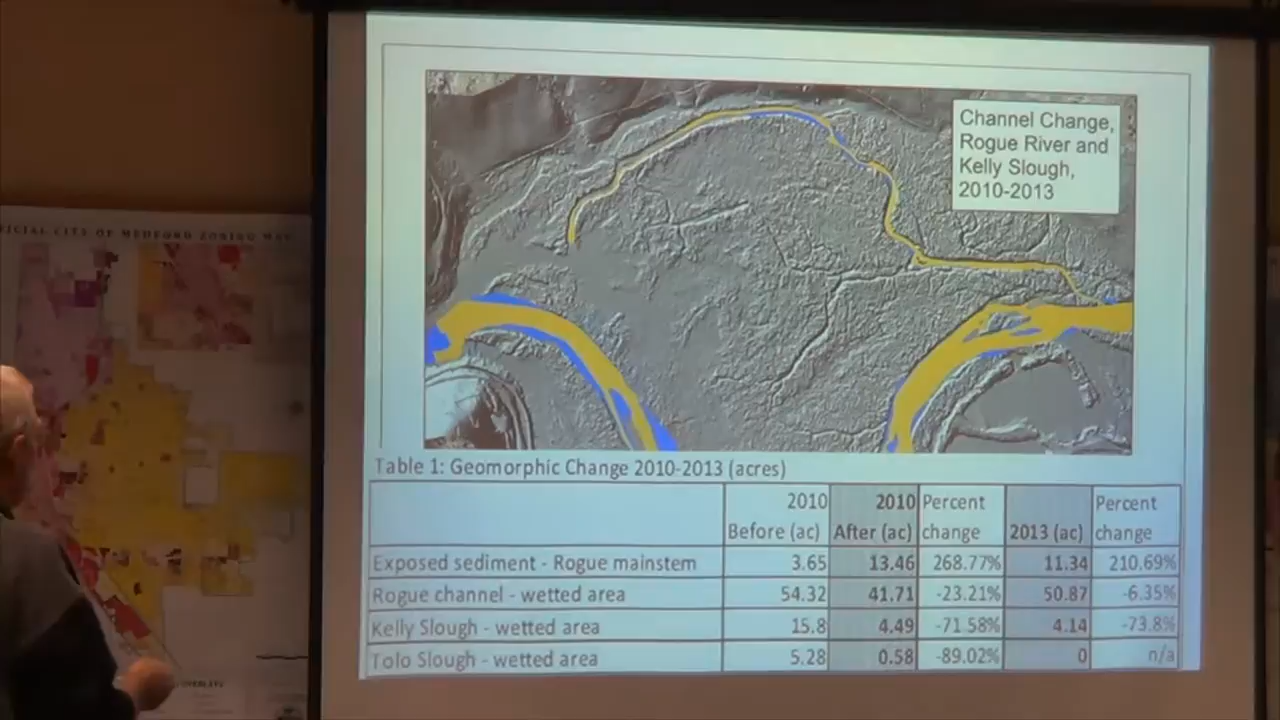 FICIAL CITY OF MEDFORD ZONING MAP
Channel Change,
Rogue River and
Kelly Slough,
2010-2013
Table 1: Geomorphic Change 2010-2013 (acres)
2010 Before (ac) 2010 After (ac) Percent change 2013 (ac) Percent change
Exposed sediment - Rogue mainstem 3.65 13.46 268.77% 11.34 210.69%
Rogue channel - wetted area 54.32 41.71 -23.21% 50.87 -6.35%
Kelly Slough - wetted area 15.8 4.49 -71.58% 4.14 -73.8%
Tolo Slough - wetted area 5.28 0.58 -89.02% 0 n/a